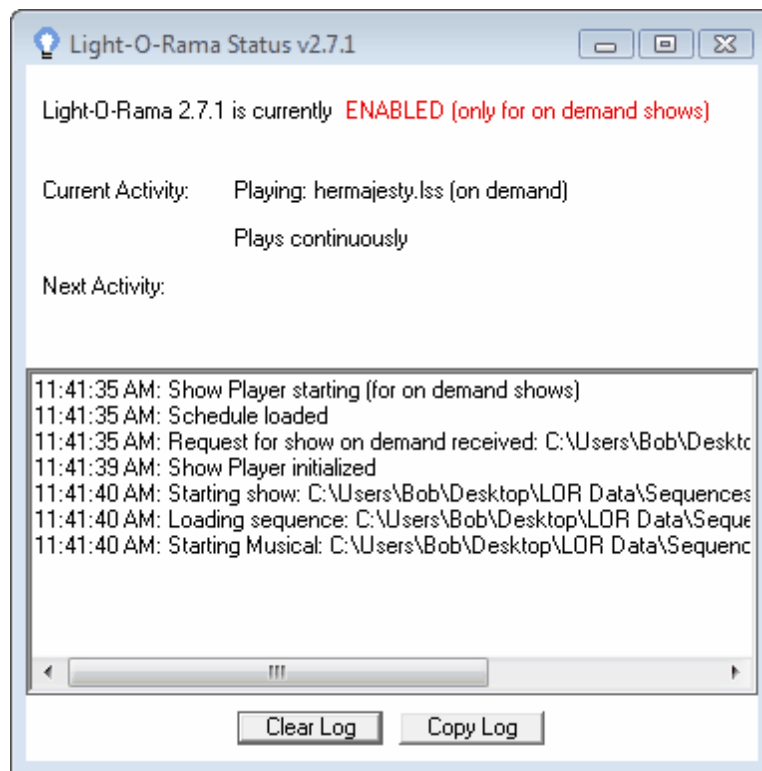 Light-O-Rama Status v2.7.1
Light-O-Rama 2.7.1 is currently ENABLED (only for on demand shows)
Current Activity: Playing: hermajesty.lss (on demand)
Plays continuously
Next Activity:
11:41:35 AM: Show Player starting (for on demand shows)
11:41:35 AM: Schedule loaded
11:41:35 AM: Request for show on demand received: C:\Users\Bob\Deskto
11:41:39 AM: Show Player initialized
11:41:40 AM: Starting show: C:\Users\Bob\Desktop\LOR Data\Sequences
11:41:40 AM: Loading sequence: C:\Users\Bob\Desktop\LOR Data\Seque
11:41:40 AM: Starting Musical: C:\Users\Bob\Desktop\LOR Data\Sequenc
Clear Log Copy Log